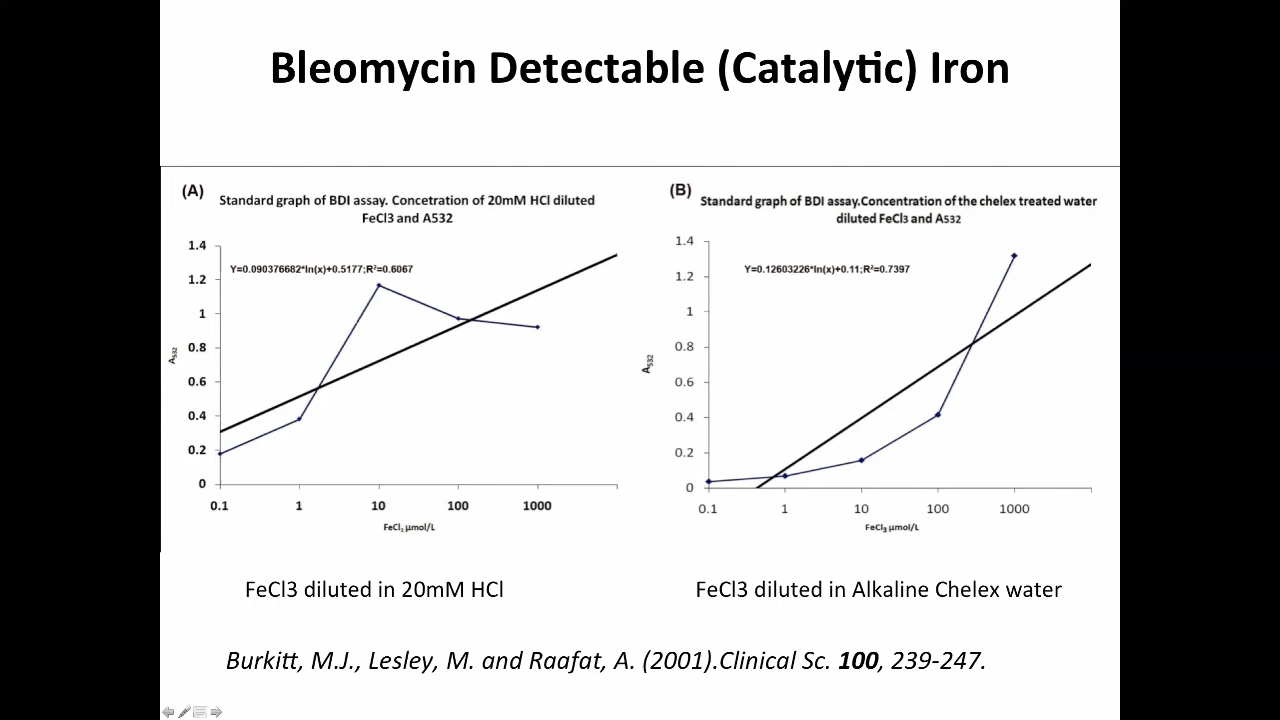 Bleomycin Detectable (Catalytic) Iron
(A)
Standard graph of BDI assay. Concetration of 20mM HCl diluted
FeCl3 and A532
Y=0.090376682*ln(x)+0.5177;R²=0.6067
1.4
1.2
1
0.8
0.6
0.4
0.2
0
A532
0.1 1 10 100 1000
FeCl3 µmol/L
(B)
Standard graph of BDI assay.Concentration of the chelex treated water
diluted FeCl3 and A532
Y=0.12603226*ln(x)+0.11;R²=0.7397
1.4
1.2
1
0.8
0.6
0.4
0.2
0
A532
0.1 1 10 100 1000
FeCl3 µmol/L
FeCl3 diluted in 20mM HCl
FeCl3 diluted in Alkaline Chelex water
Burkitt, M.J., Lesley, M. and Raafat, A. (2001).Clinical Sc. 100, 239-247.